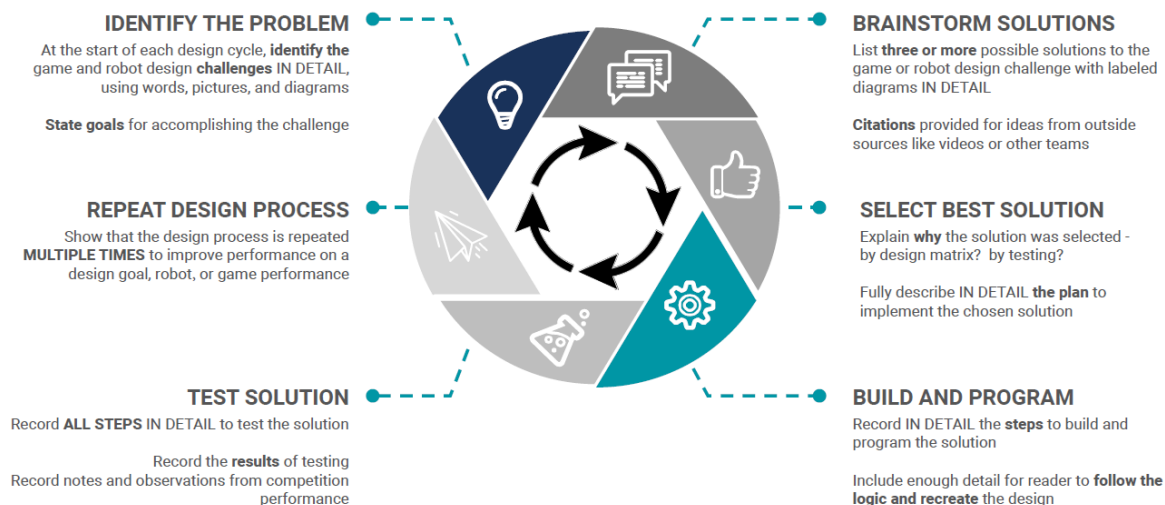 IDENTIFY THE PROBLEM
At the start of each design cycle, identify the
game and robot design challenges IN DETAIL,
using words, pictures, and diagrams
State goals for accomplishing the challenge
BRAINSTORM SOLUTIONS
List three or more possible solutions to the
game or robot design challenge with labeled
diagrams IN DETAIL
Citations provided for ideas from outside
sources like videos or other teams
REPEAT DESIGN PROCESS
Show that the design process is repeated
MULTIPLE TIMES to improve performance on a
design goal, robot, or game performance
SELECT BEST SOLUTION
Explain why the solution was selected -
by design matrix? by testing?
Fully describe IN DETAIL the plan to
implement the chosen solution
TEST SOLUTION
Record ALL STEPS IN DETAIL to test the solution
Record the results of testing
Record notes and observations from competition
performance
BUILD AND PROGRAM
Record IN DETAIL the steps to build and
program the solution
Include enough detail for reader to follow the
logic and recreate the design